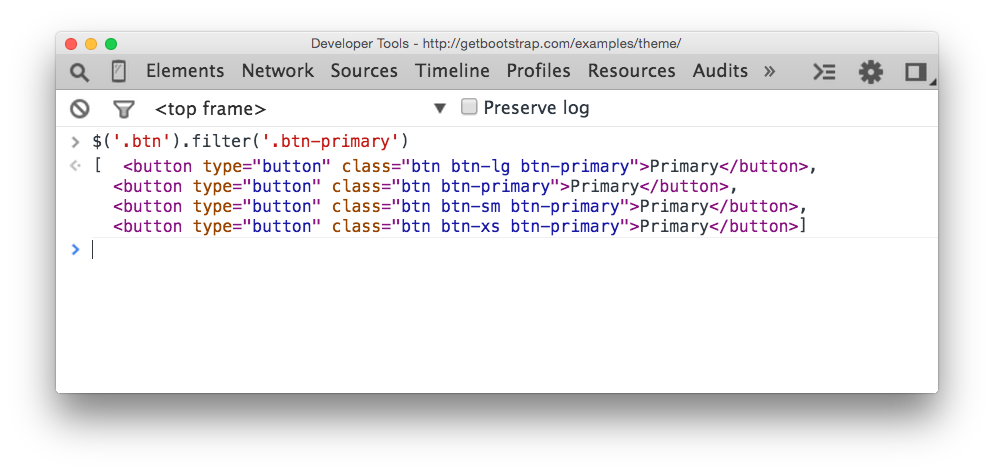 Developer Tools - http://getbootstrap.com/examples/theme/
Elements Network Sources Timeline Profiles Resources Audits »
<top frame> ▼ Preserve log
> $('.btn').filter('.btn-primary')
[ <button type="button" class="btn btn-lg btn-primary">Primary</button>,
<button type="button" class="btn btn-primary">Primary</button>,
<button type="button" class="btn btn-sm btn-primary">Primary</button>,
<button type="button" class="btn btn-xs btn-primary">Primary</button>]
>